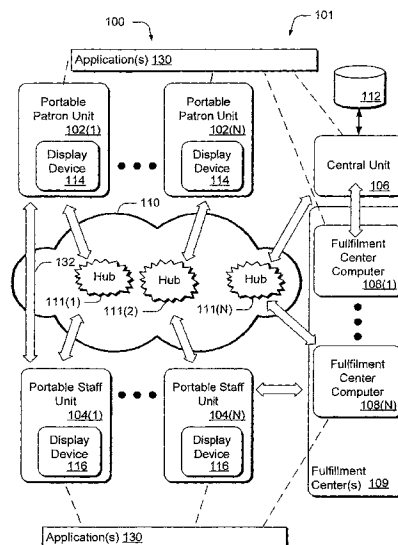 100
101
Application(s) 130
Portable
Patron Unit
102(1)
Display
Device
114
Portable
Patron Unit
102(N)
Display
Device
114
112
Central Unit
106
110
132
Hub
111(1)
Hub
111(2)
Hub
111(N)
Fulfilment
Center
Computer
108(1)
Fulfillment
Center
Computer
108(N)
Fulfillment
Center(s) 109
Portable Staff
Unit
104(1)
Display
Device
116
Portable Staff
Unit
104(N)
Display
Device
116
Application(s) 130